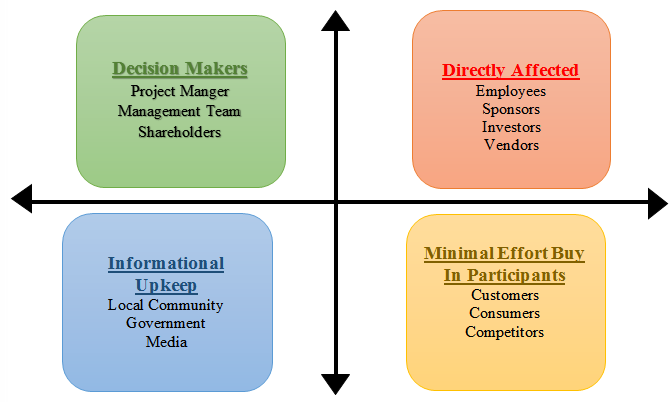 Decision Makers
Project Manger
Management Team
Shareholders
Directly Affected
Employees
Sponsors
Investors
Vendors
Informational
Upkeep
Local Community
Government
Media
Minimal Effort Buy
In Participants
Customers
Consumers
Competitors